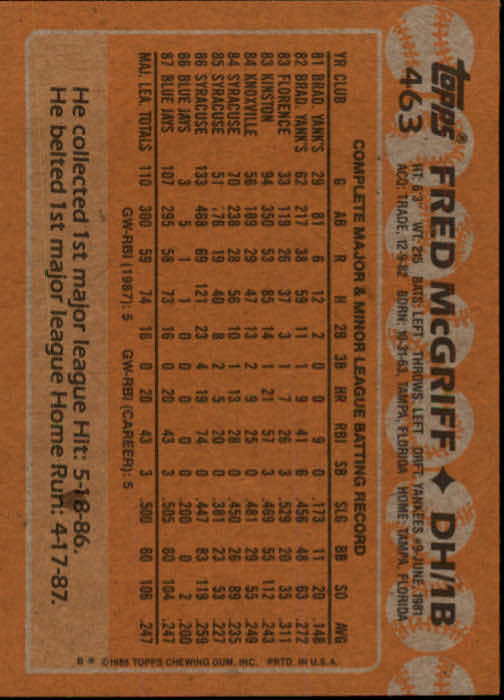 topps®
463 FRED McGRIFF ◆ DH/1B
HT: 6'3" WT: 215 BATS: LEFT THROWS: LEFT DRFT: YANKEES #9-JUNE, 1981
ACQ: TRADE, 12-9-82 BORN: 10-31-63, TAMPA, FLORIDA HOME: TAMPA, FLORIDA
COMPLETE MAJOR & MINOR LEAGUE BATTING RECORD
YR CLUB G AB R H 2B 3B HR RBI SB SLG BB SO AVG
81 BRAD. YANK'S 29 81 6 12 2 0 0 9 0 .173 11 20 .148
82 BRAD. YANK'S 62 217 38 59 11 1 9 41 6 .456 48 63 .272
83 FLORENCE 33 119 26 37 3 1 7 26 3 .529 20 35 .311
83 KINSTON 94 350 53 85 14 1 21 57 3 .469 55 112 .243
84 KNOXVILLE 56 189 29 47 13 2 9 25 0 .481 29 55 .249
84 SYRACUSE 70 238 28 56 10 1 13 28 0 .450 26 89 .235
85 SYRACUSE 51 176 19 40 8 2 5 20 0 .381 23 53 .227
86 SYRACUSE 133 468 69 121 23 4 19 74 0 .447 83 119 .259
86 BLUE JAYS 3 5 1 1 0 0 0 0 0 .200 0 2 .200
87 BLUE JAYS 107 295 58 73 16 0 20 43 3 .505 60 104 .247
MAJ. LEA. TOTALS 110 300 59 74 16 0 20 43 3 .500 60 106 .247
GW-RBI (1987): 5 GW-RBI (CAREER): 5
He collected 1st major league Hit: 5-18-86.
He belted 1st major league Home Run: 4-17-87.
B * ©1988 TOPPS CHEWING GUM, INC. PRTD. IN U.S.A.